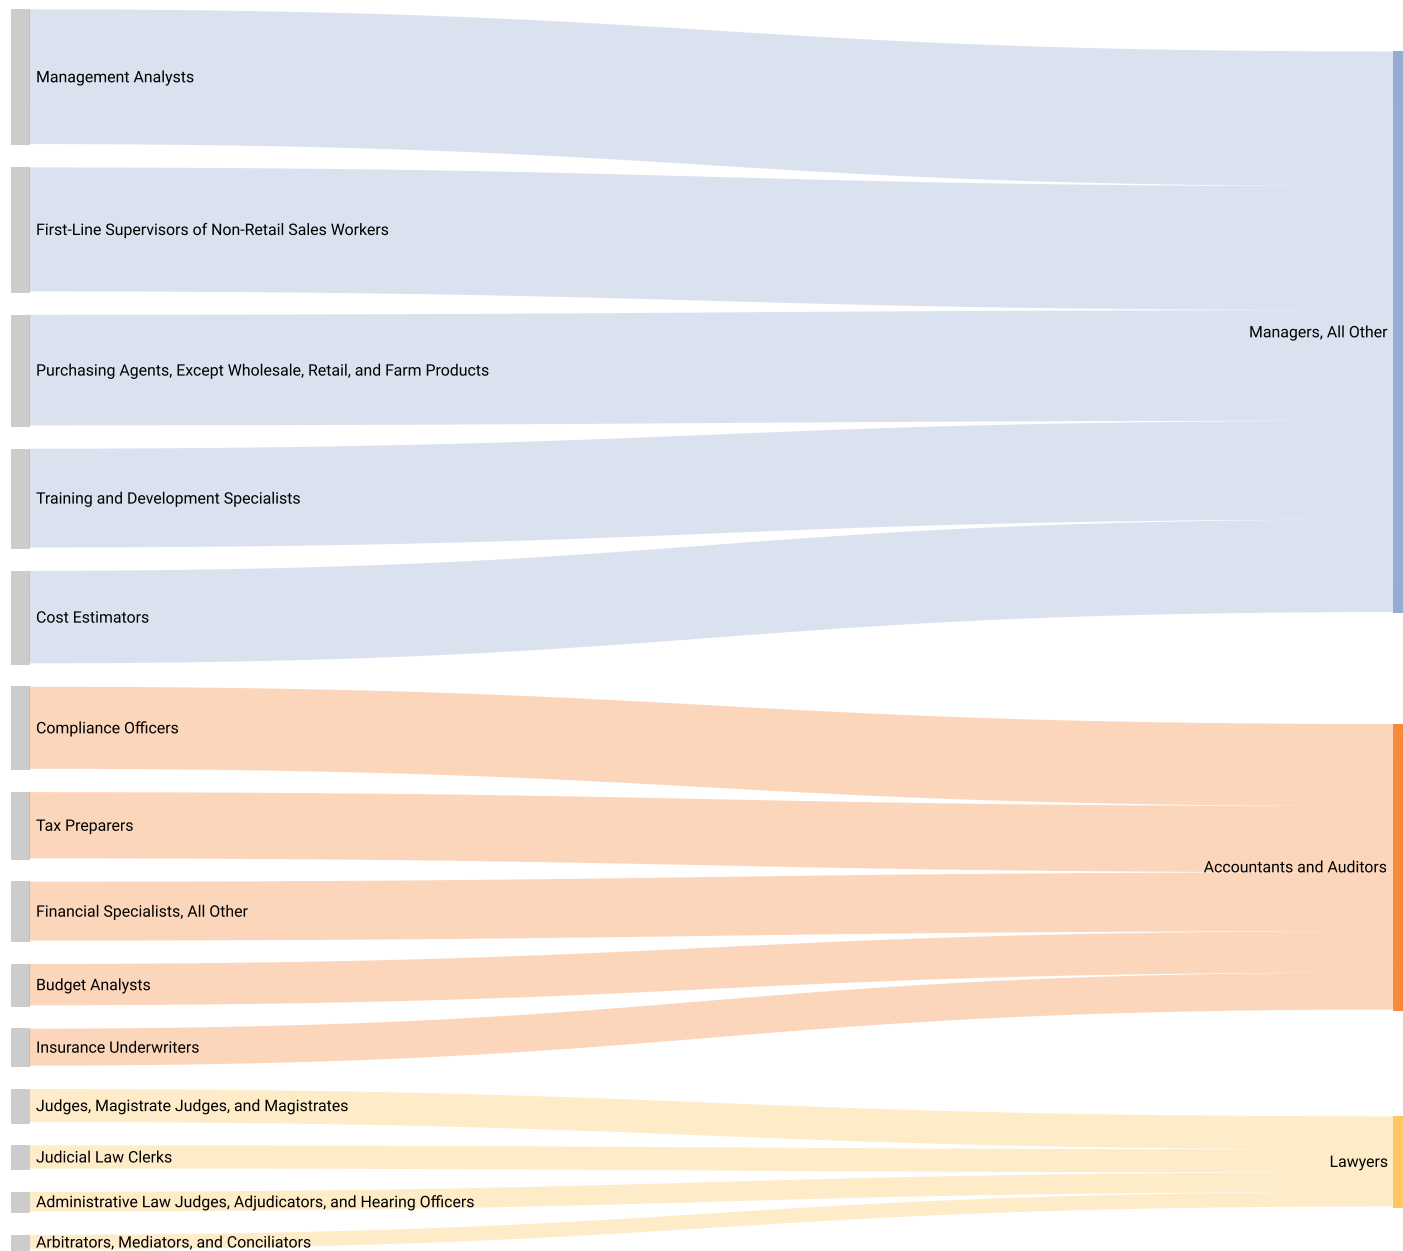 Management Analysts
First-Line Supervisors of Non-Retail Sales Workers
Managers, All Other
Purchasing Agents, Except Wholesale, Retail, and Farm Products
Training and Development Specialists
Cost Estimators
Compliance Officers
Tax Preparers
Accountants and Auditors
Financial Specialists, All Other
Budget Analysts
Insurance Underwriters
Judges, Magistrate Judges, and Magistrates
Judicial Law Clerks
Lawyers
Administrative Law Judges, Adjudicators, and Hearing Officers
Arbitrators, Mediators, and Conciliators